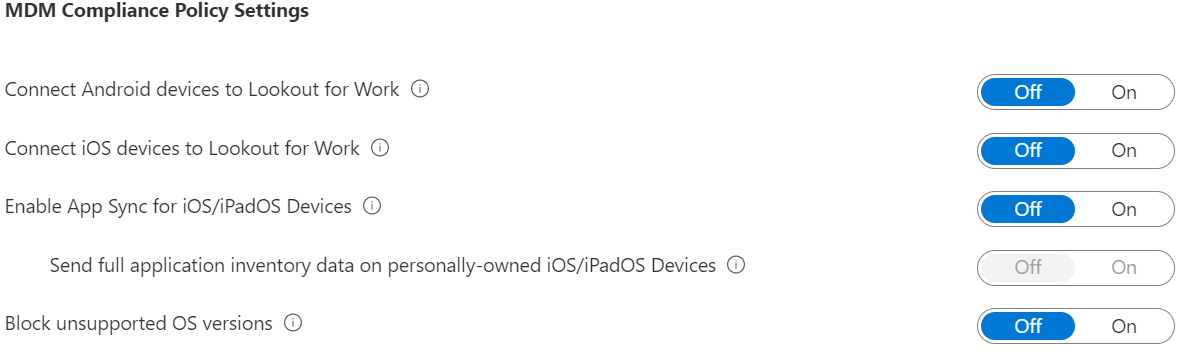 MDM Compliance Policy Settings
Connect Android devices to Lookout for Work Off On
Connect iOS devices to Lookout for Work Off On
Enable App Sync for iOS/iPadOS Devices Off On
Send full application inventory data on personally-owned iOS/iPadOS Devices Off On
Block unsupported OS versions Off On